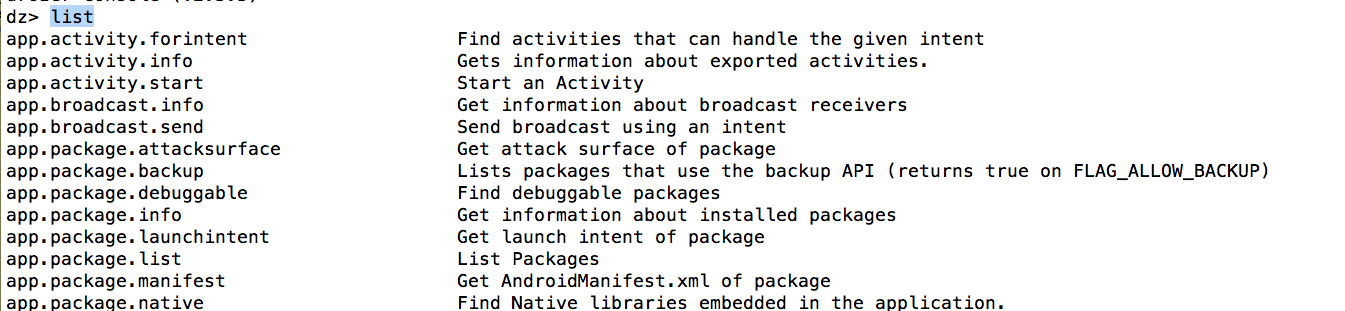 dz> list
app.activity.forintent Find activities that can handle the given intent
app.activity.info Gets information about exported activities.
app.activity.start Start an Activity
app.broadcast.info Get information about broadcast receivers
app.broadcast.send Send broadcast using an intent
app.package.attacksurface Get attack surface of package
app.package.backup Lists packages that use the backup API (returns true on FLAG_ALLOW_BACKUP)
app.package.debuggable Find debuggable packages
app.package.info Get information about installed packages
app.package.launchintent Get launch intent of package
app.package.list List Packages
app.package.manifest Get AndroidManifest.xml of package
app.package.native Find Native libraries embedded in the application.